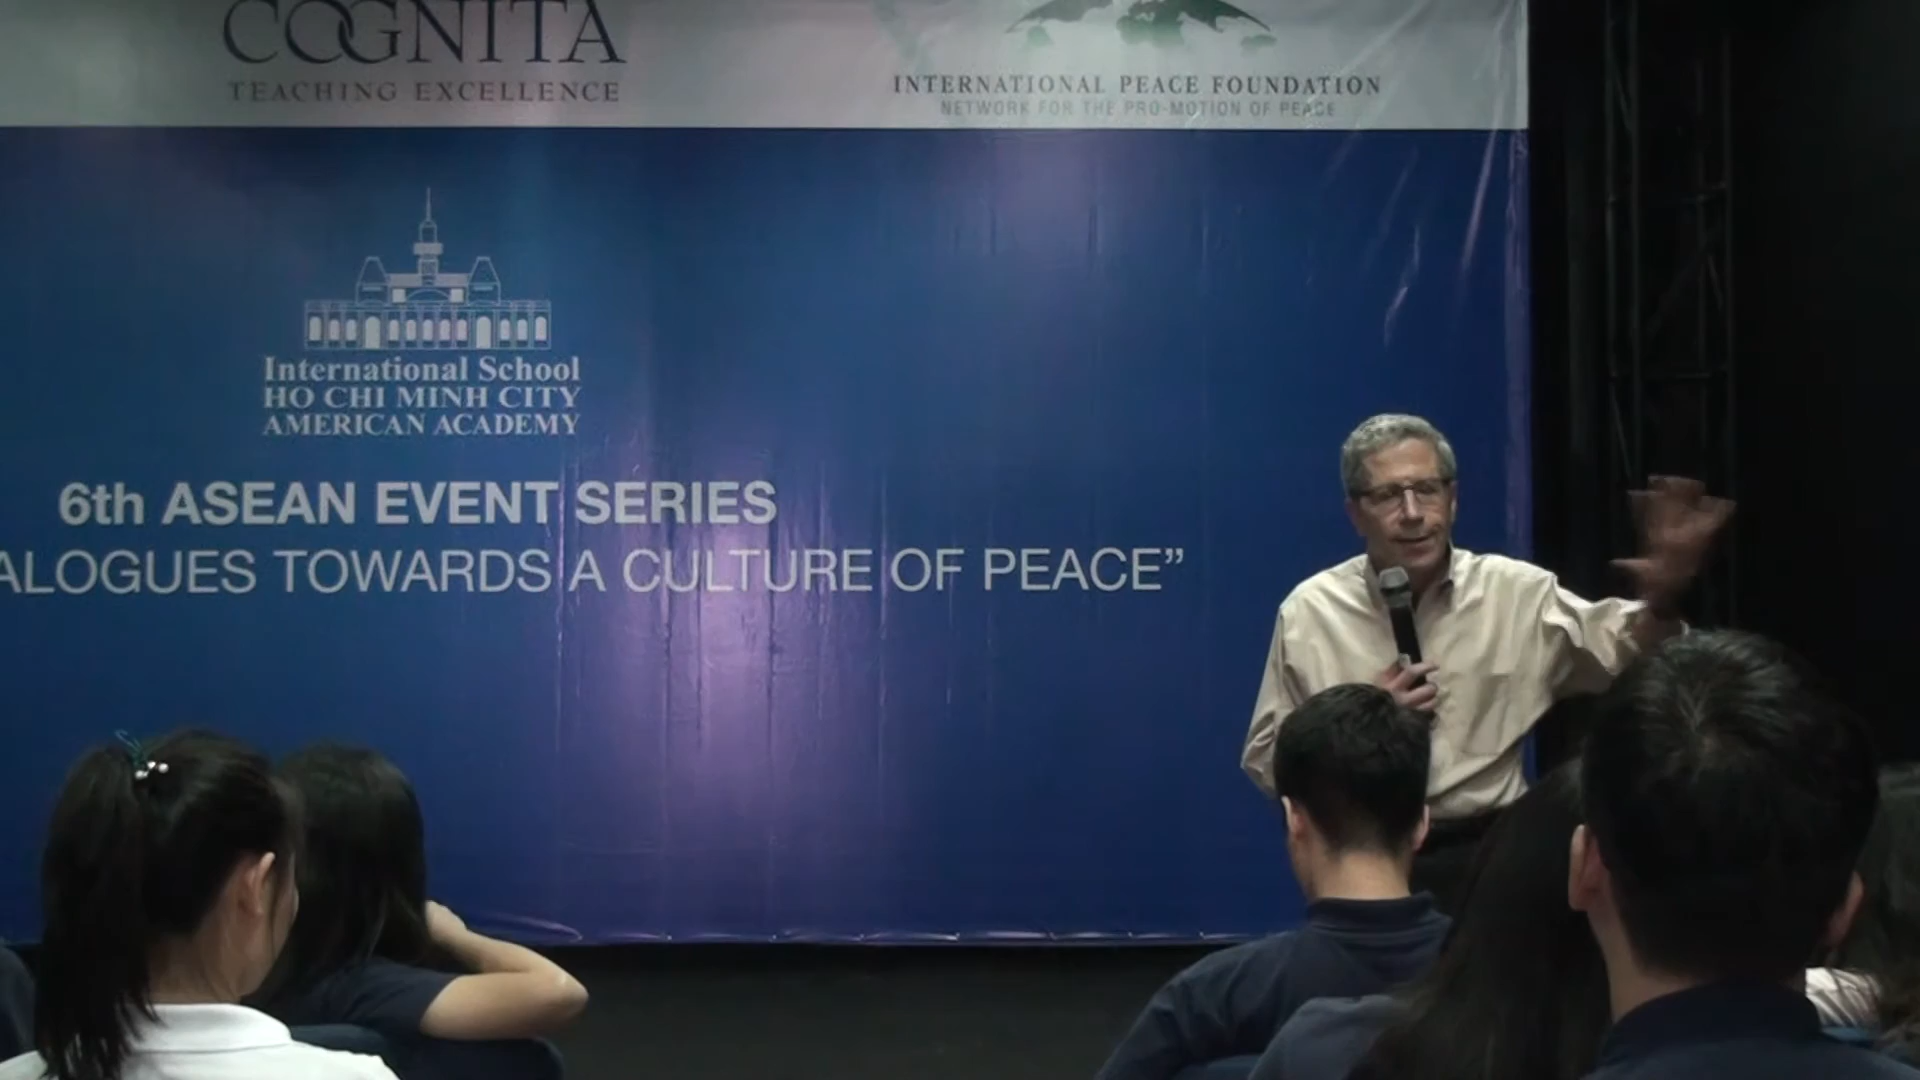 COGNITA
TEACHING EXCELLENCE
INTERNATIONAL PEACE FOUNDATION
NETWORK FOR THE PRO-MOTION OF PEACE
International School
HO CHI MINH CITY
AMERICAN ACADEMY
6th ASEAN EVENT SERIES
ALOGUES TOWARDS A CULTURE OF PEACE”